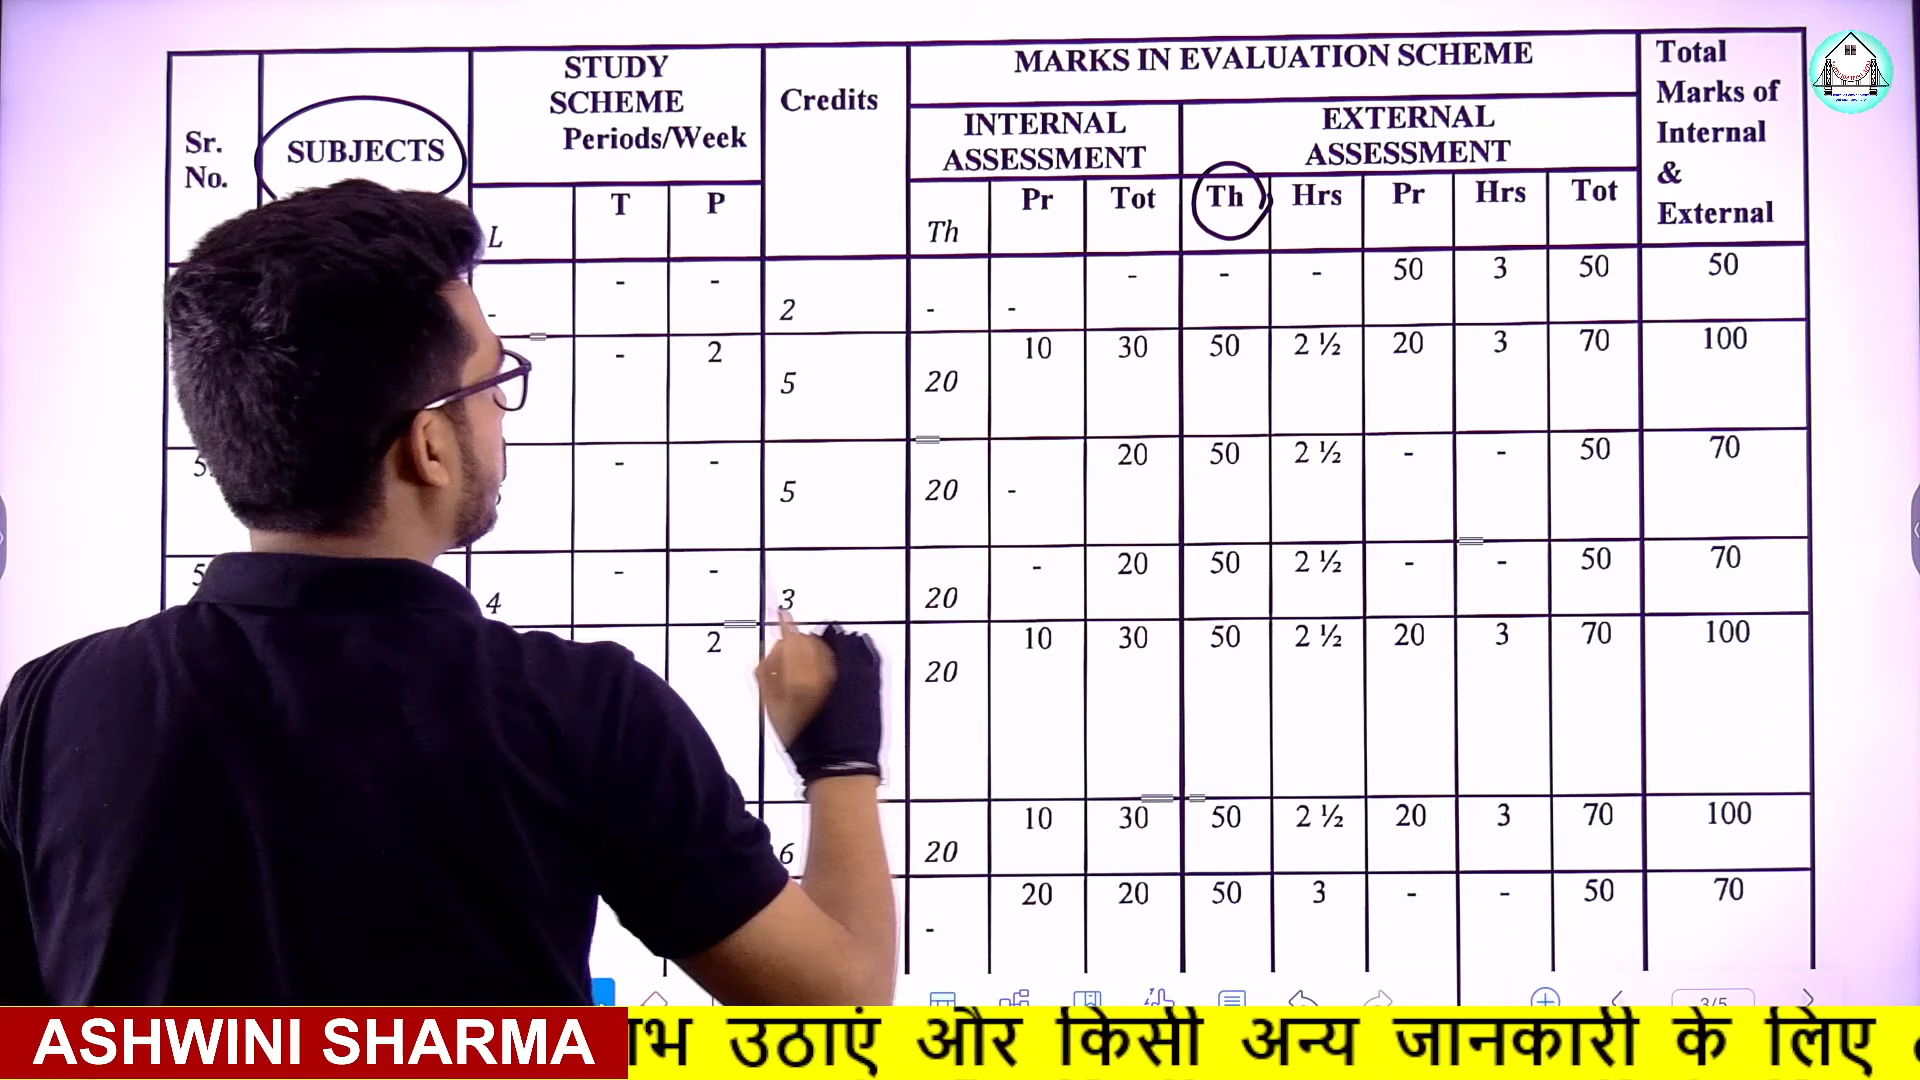 Sr. No. SUBJECTS STUDY SCHEME Periods/Week Credits MARKS IN EVALUATION SCHEME Total Marks of Internal & External
INTERNAL ASSESSMENT EXTERNAL ASSESSMENT
L T P Th Pr Tot Th Hrs Pr Hrs Tot
- - - 2 - - - - - 50 3 50 50
- 2 5 20 10 30 50 2 ½ 20 3 70 100
5 - - 5 20 - 20 50 2 ½ - - 50 70
5 4 - - 3 20 - 20 50 2 ½ - - 50 70
2 20 10 30 50 2 ½ 20 3 70 100
6 20 10 30 50 2 ½ 20 3 70 100
- 20 20 50 3 - - 50 70
3/5
ASHWINI SHARMA
भ उठाएं और किसी अन्य जानकारी के लिए